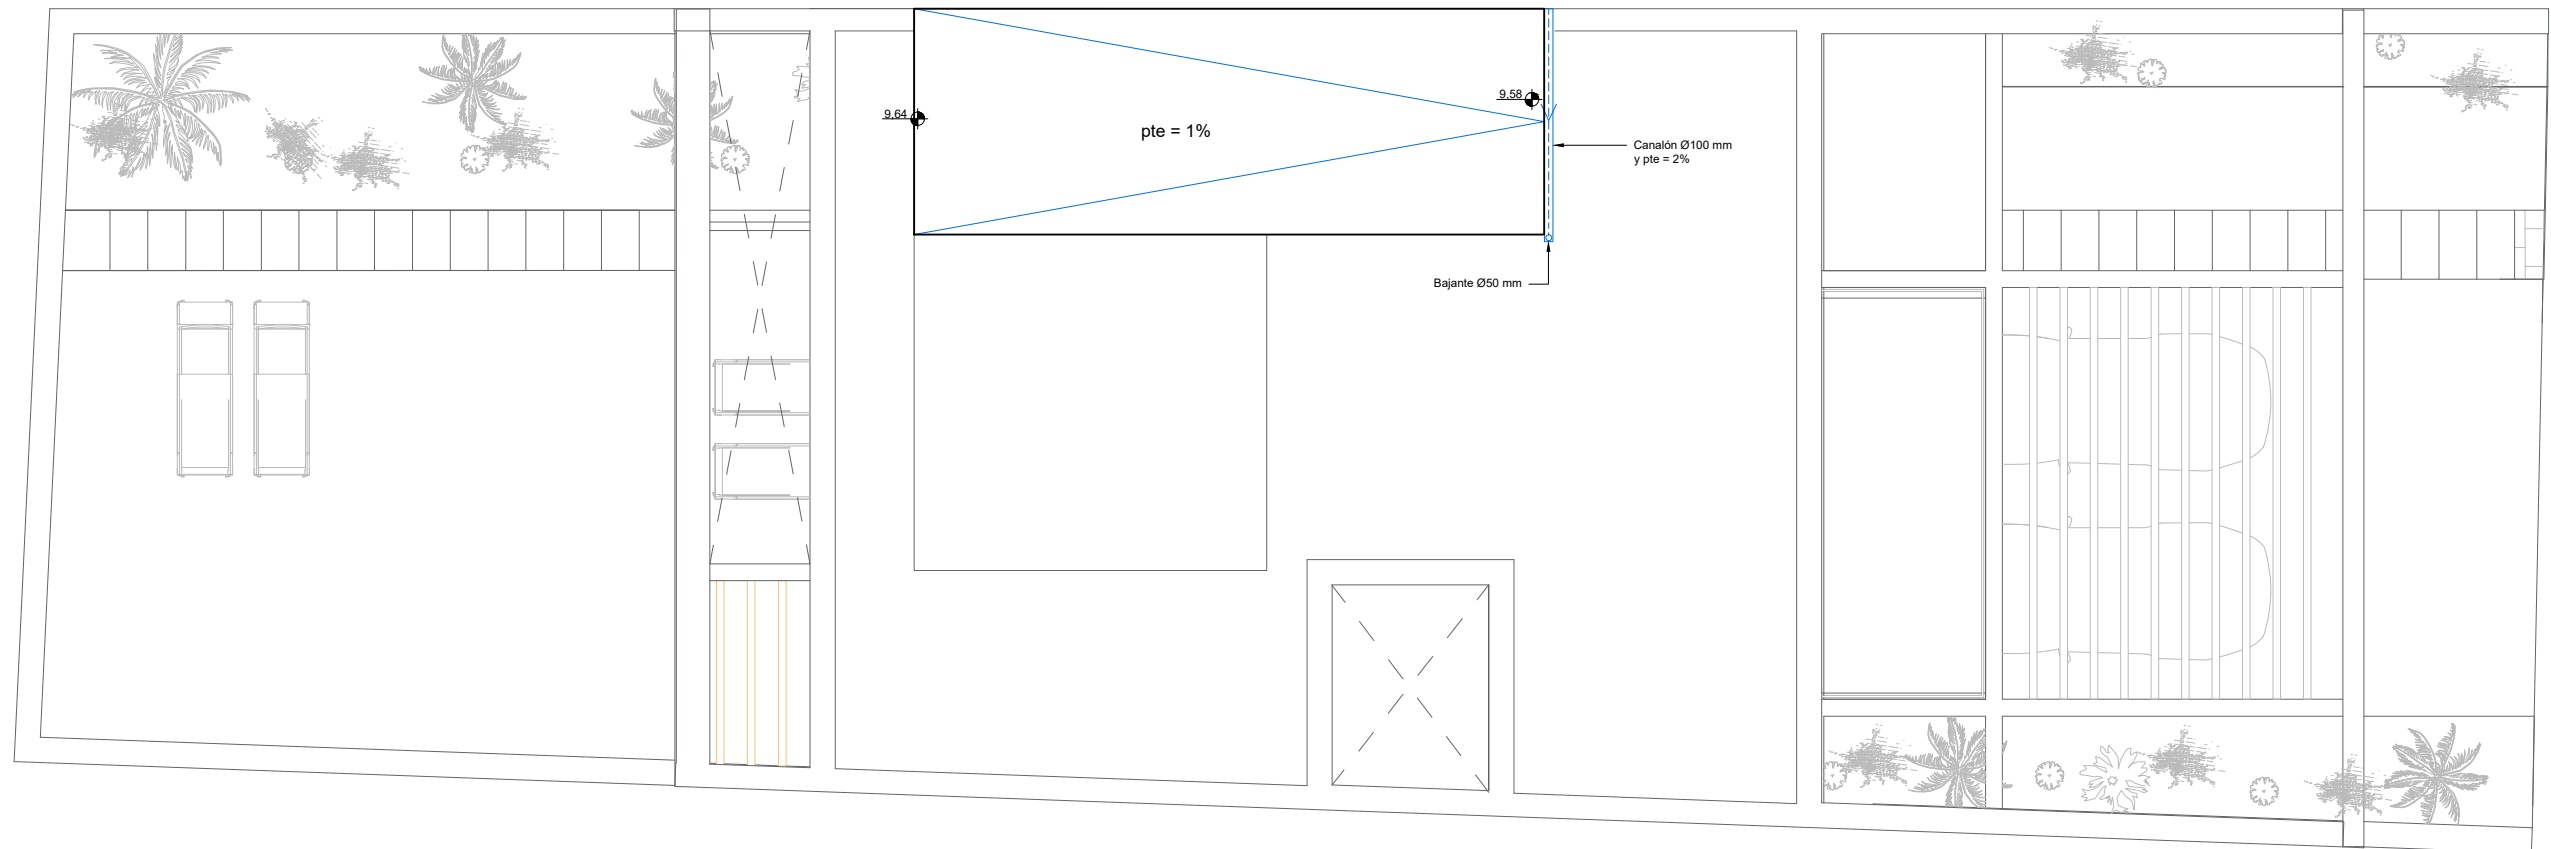 9,64
pte = 1%
9,58
Canalón Ø100 mm
y pte = 2%
Bajante Ø50 mm